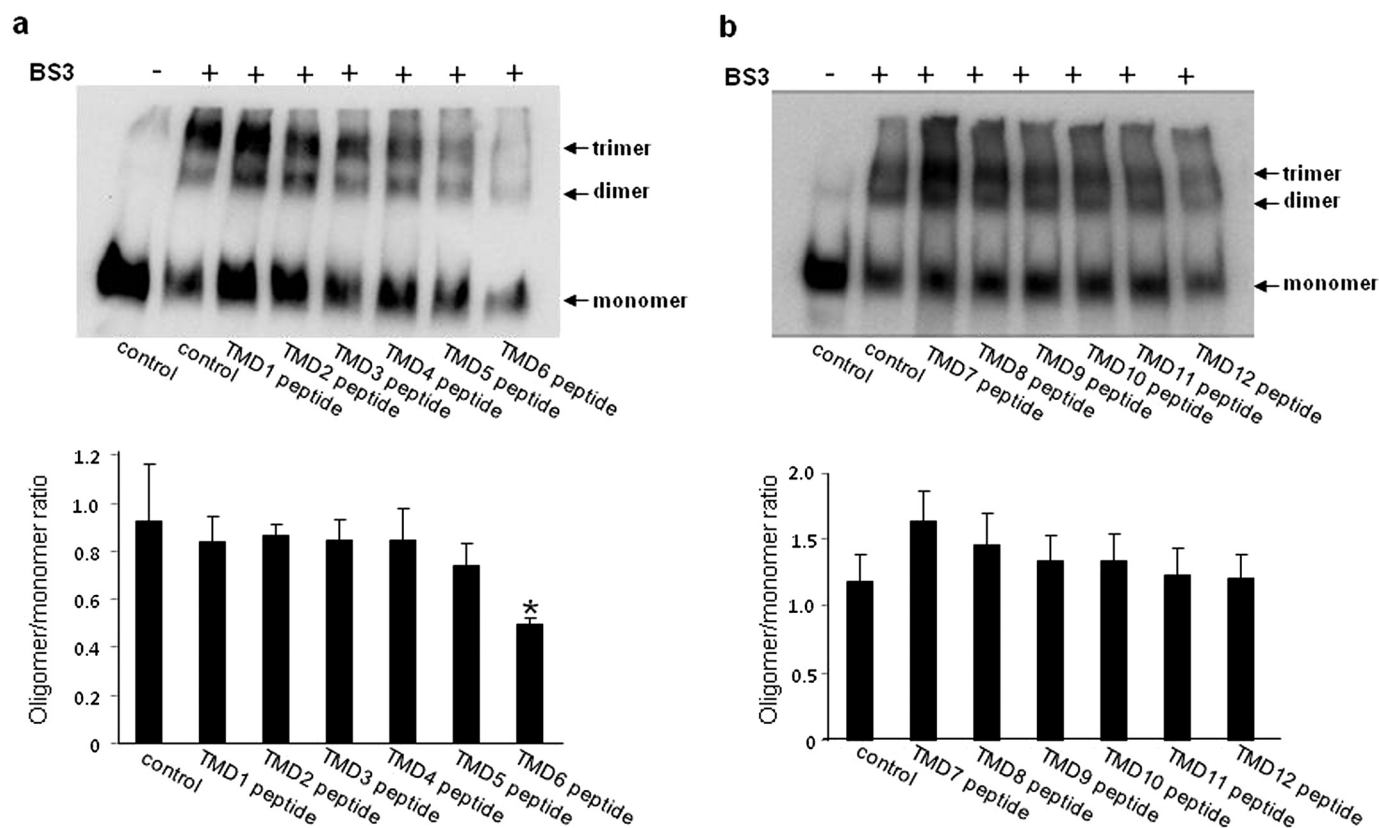 a
BS3 - + + + + + + +
trimer
dimer
monomer
control
control
TMD1 peptide
TMD2 peptide
TMD3 peptide
TMD4 peptide
TMD5 peptide
TMD6 peptide
Oligomer/monomer ratio
1.2
1.0
0.8
0.6
0.4
0.2
0
*
control
TMD1 peptide
TMD2 peptide
TMD3 peptide
TMD4 peptide
TMD5 peptide
TMD6 peptide
b
BS3 - + + + + + + +
trimer
dimer
monomer
control
control
TMD7 peptide
TMD8 peptide
TMD9 peptide
TMD10 peptide
TMD11 peptide
TMD12 peptide
Oligomer/monomer ratio
2.0
1.5
1.0
0.5
0
control
TMD7 peptide
TMD8 peptide
TMD9 peptide
TMD10 peptide
TMD11 peptide
TMD12 peptide